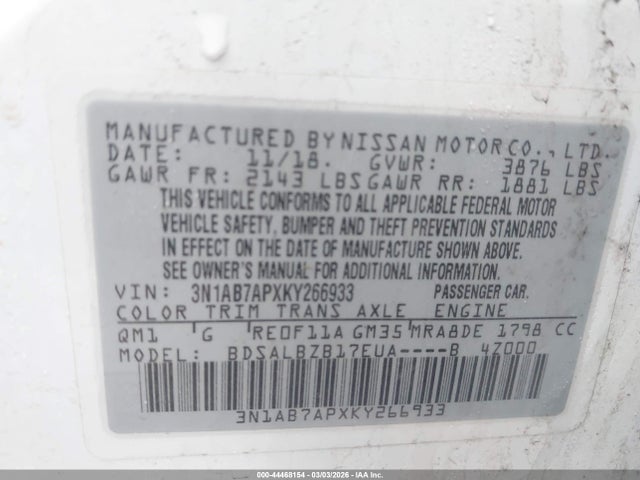 MANUFACTURED BY NISSAN MOTOR CO., LTD.
DATE: 11/18. GVWR: 3876 LBS
GAWR FR: 2143 LBS GAWR RR: 1881 LBS
THIS VEHICLE CONFORMS TO ALL APPLICABLE FEDERAL MOTOR
VEHICLE SAFETY, BUMPER AND THEFT PREVENTION STANDARDS
IN EFFECT ON THE DATE OF MANUFACTURE SHOWN ABOVE.
SEE OWNER'S MANUAL FOR ADDITIONAL INFORMATION.
VIN: 3N1AB7APXKY266933 PASSENGER CAR.
COLOR TRIM TRANS AXLE ENGINE
QM1 G RE0F11A GM35 MRA8DE 1798 CC
MODEL: BDSALBZB17EUA----B 4Z000
3N1AB7APXKY266933
000-44468154 | 03/03/2026 | Copyright IAA, Inc.